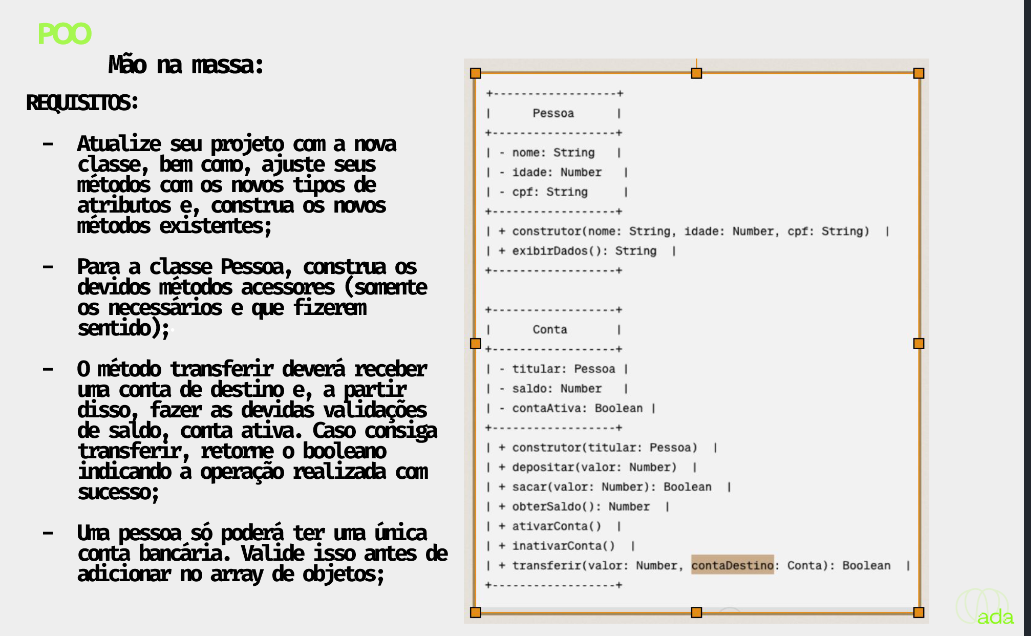 POO
Mão na massa:
REQUISITOS:
- Atualize seu projeto com a nova
classe, bem como, ajuste seus
métodos com os novos tipos de
atributos e, construa os novos
métodos existentes;
- Para a classe Pessoa, construa os
devidos métodos acessores (somente
os necessários e que fizerem
sentido);
- O método transferir deverá receber
uma conta de destino e, a partir
disso, fazer as devidas validações
de saldo, conta ativa. Caso consiga
transferir, retorne o booleano
indicando a operação realizada com
sucesso;
- Uma pessoa só poderá ter uma única
conta bancária. Valide isso antes de
adicionar no array de objetos;
+------------------+
|      Pessoa
+------------------+
| - nome: String   |
| - idade: Number   |
| - cpf: String     |
+------------------+
| + construtor(nome: String, idade: Number, cpf: String)  |
| + exibirDados(): String  |
+------------------+
+------------------+
|      Conta       |
+------------------+
| - titular: Pessoa |
| - saldo: Number   |
| - contaAtiva: Boolean |
+------------------+
| + construtor(titular: Pessoa)  |
| + depositar(valor: Number)  |
| + sacar(valor: Number): Boolean  |
| + obterSaldo(): Number  |
| + ativarConta()  |
| + inativarConta()  |
| + transferir(valor: Number, contaDestino: Conta): Boolean  |
+------------------+
ada